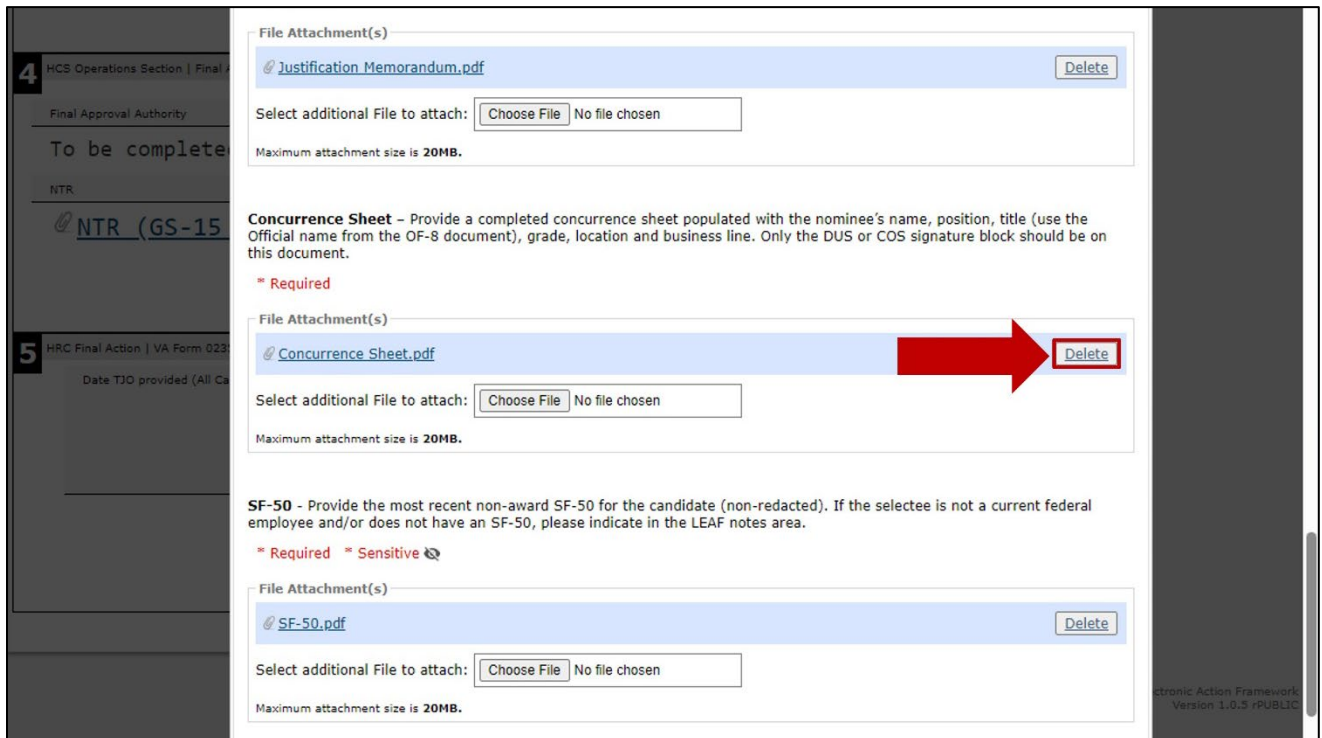 File Attachment(s)
Justification Memorandum.pdf Delete
4 HCS Operations Section | Final
Final Approval Authority
Select additional File to attach: Choose File No file chosen
To be
Maximum attachment size is 20MB.
NTR
NTR (GS-15
Concurrence Sheet – Provide a completed concurrence sheet populated with the nominee's name, position, title (use the
Official name from the OF-8 document), grade, location and business line. Only the DUS or COS signature block should be on
this document.
* Required
File Attachment(s)
5 HRC Final Action | VA Form
Concurrence Sheet.pdf Delete
Date TJO provided (All
Select additional File to attach: Choose File No file chosen
Maximum attachment size is 20MB.
SF-50 - Provide the most recent non-award SF-50 for the candidate (non-redacted). If the selectee is not a current federal
employee and/or does not have an SF-50, please indicate in the LEAF notes area.
* Required * Sensitive
File Attachment(s)
SF-50.pdf Delete
Select additional File to attach: Choose File No file chosen
Action Framework
Version 1.0.5 rPUBLIC
Maximum attachment size is 20MB.